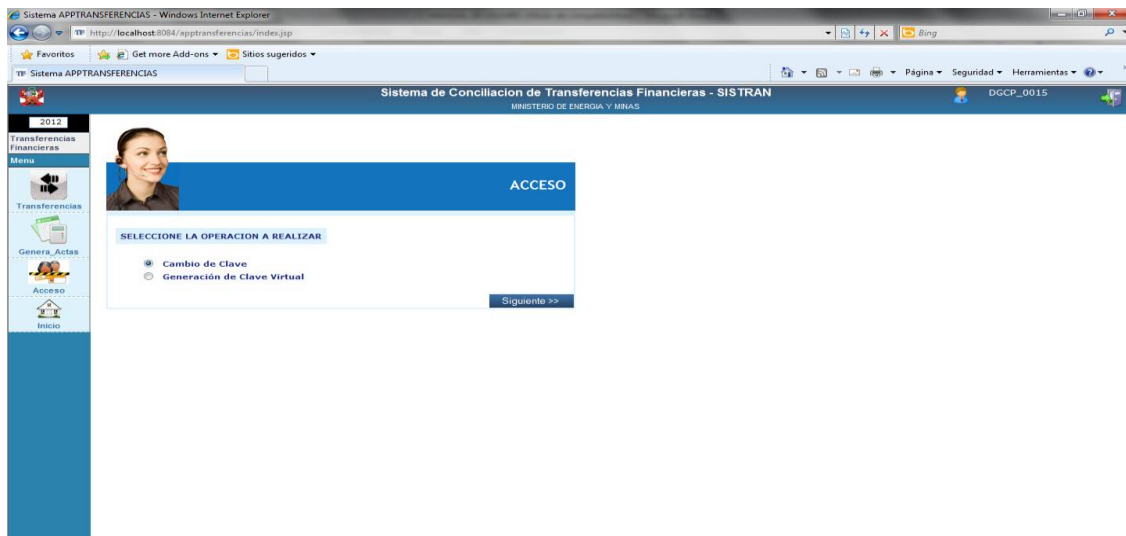 Sistema APPTRANSFERENCIAS - Windows Internet Explorer
http://localhost:8084/apptransferencias/index.jsp
Bing
Favoritos
Get more Add-ons
Sitios sugeridos
Sistema APPTRANSFERENCIAS
Página
Seguridad
Herramientas
Sistema de Conciliacion de Transferencias Financieras - SISTRAN
MINISTERIO DE ENERGIA Y MINAS
DGCP_0015
2012
Transferencias
Financieras
Menu
Transferencias
Genera_Actas
Acceso
Inicio
ACCESO
SELECCIONE LA OPERACION A REALIZAR
Cambio de Clave
Generación de Clave Virtual
Siguiente >>